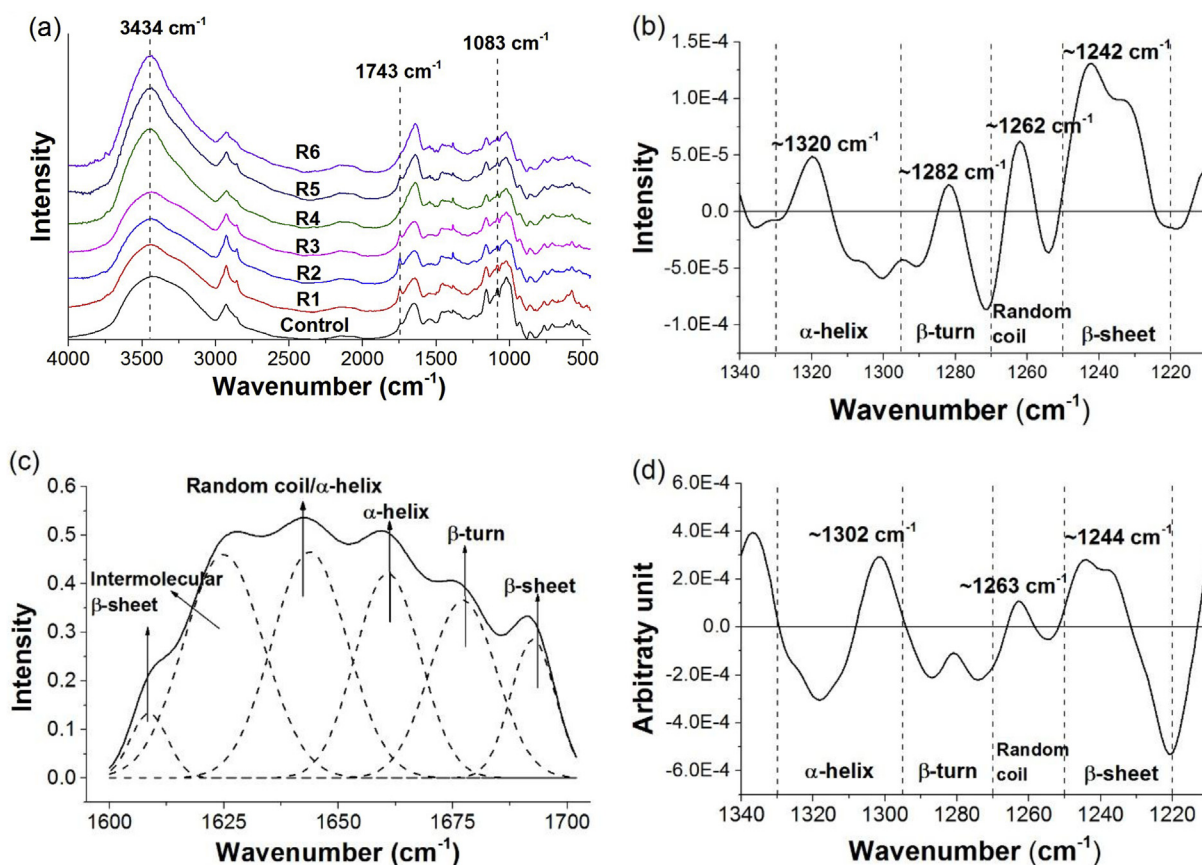 (a)
3434 cm⁻¹
1743 cm⁻¹
1083 cm⁻¹
R6
R5
R4
R3
R2
R1
Control
Intensity
4000 3500 3000 2500 2000 1500 1000 500
Wavenumber (cm⁻¹)
(b)
1.5E-4
1.0E-4
5.0E-5
0.0
-5.0E-5
-1.0E-4
Intensity
~1320 cm⁻¹
~1282 cm⁻¹
~1262 cm⁻¹
~1242 cm⁻¹
α-helix
β-turn
Random
coil
β-sheet
1340 1320 1300 1280 1260 1240 1220
Wavenumber (cm⁻¹)
(c)
0.6
0.5
0.4
0.3
0.2
0.1
0.0
Intensity
Random coil/α-helix
α-helix
β-turn
β-sheet
Intermolecular
β-sheet
1600 1625 1650 1675 1700
Wavenumber (cm⁻¹)
(d)
6.0E-4
4.0E-4
2.0E-4
0.0
-2.0E-4
-4.0E-4
-6.0E-4
Arbitraty unit
~1302 cm⁻¹
~1263 cm⁻¹
~1244 cm⁻¹
α-helix
β-turn
Random
coil
β-sheet
1340 1320 1300 1280 1260 1240 1220
Wavenumber (cm⁻¹)